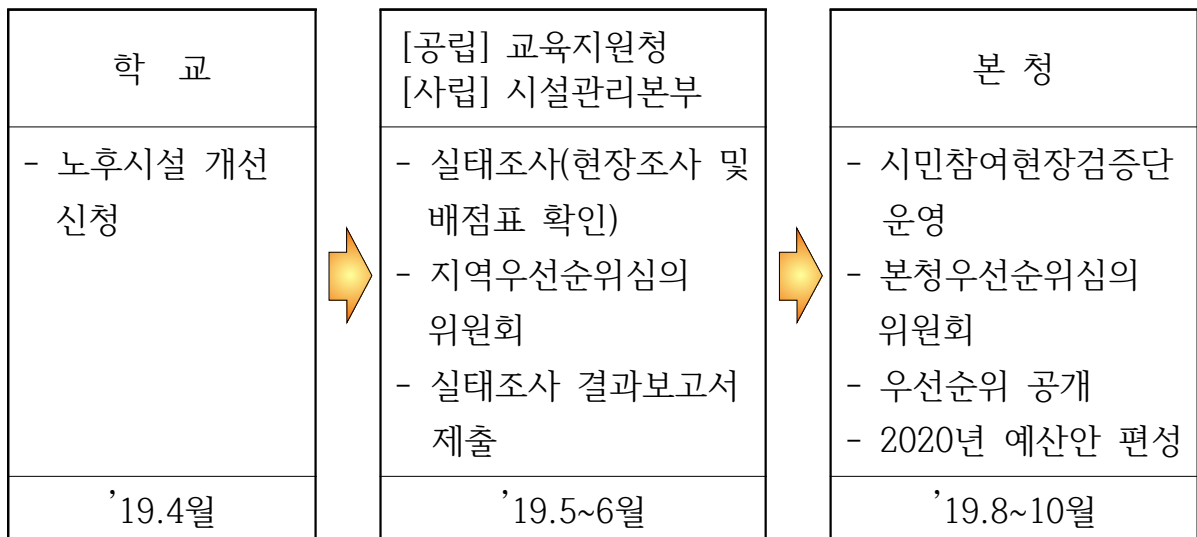 학 교
- 노후시설 개선
신청
'19.4월
[공립] 교육지원청
[사립] 시설관리본부
- 실태조사(현장조사 및
배점표 확인)
- 지역우선순위심의
위원회
- 실태조사 결과보고서
제출
'19.5~6월
본 청
- 시민참여현장검증단
운영
- 본청우선순위심의
위원회
- 우선순위 공개
- 2020년 예산안 편성
'19.8~10월